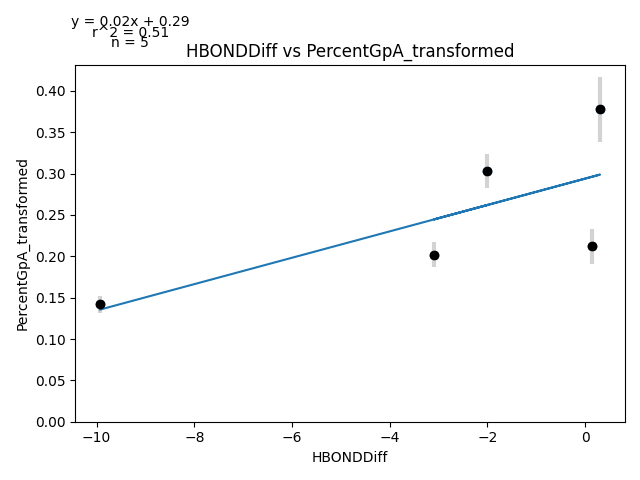 y = 0.02x + 0.29
r^2 = 0.51
n = 5
HBONDDiff vs PercentGpA_transformed
PercentGpA_transformed
0.40
0.35
0.30
0.25
0.20
0.15
0.10
0.05
0.00
−10
−8
−6
−4
−2
0
HBONDDiff